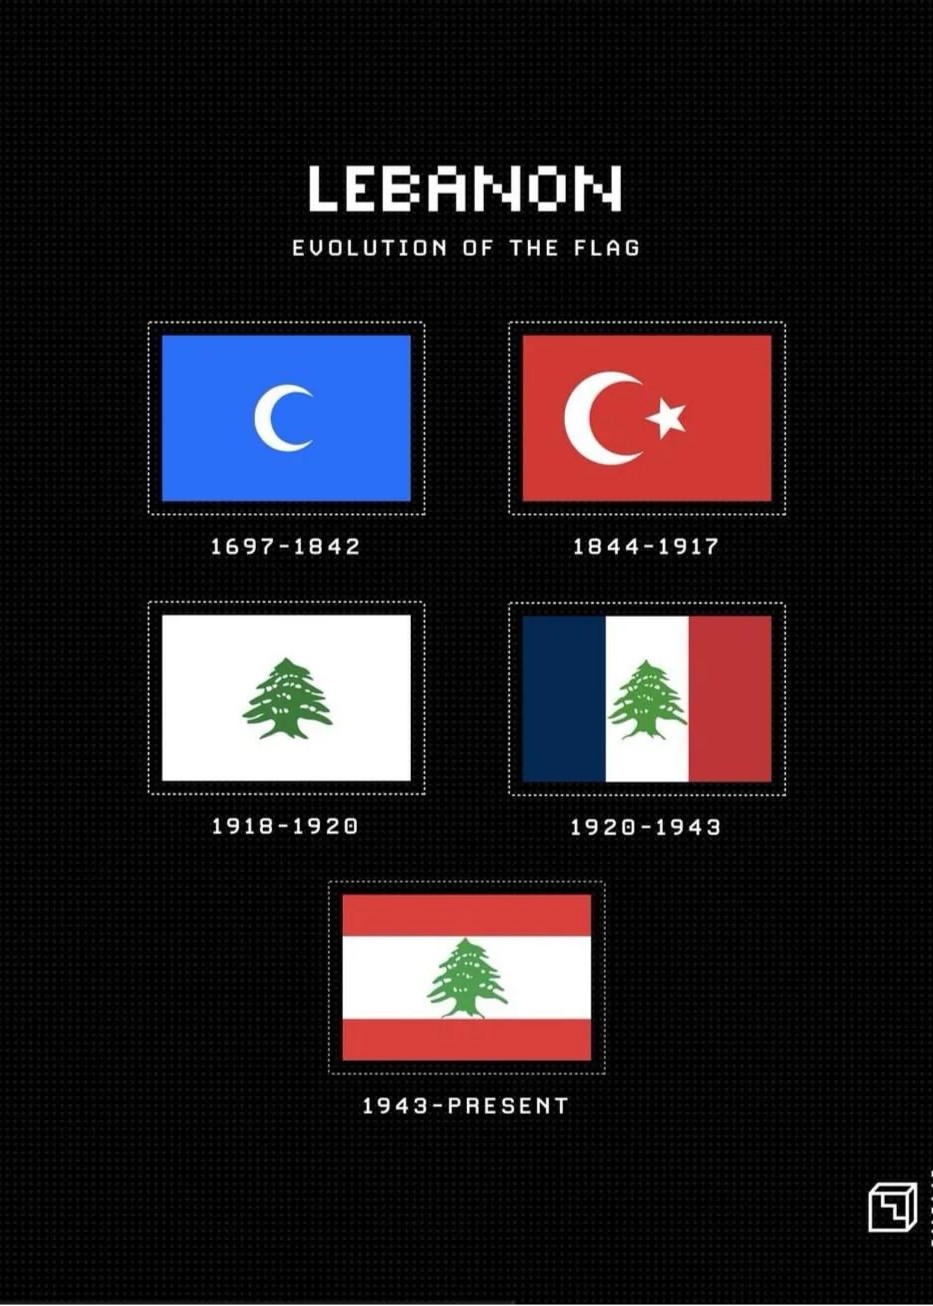 LEBANON
EVOLUTION OF THE FLAG
1697-1842
1844-1917
1918-1920
1920-1943
1943-PRESENT